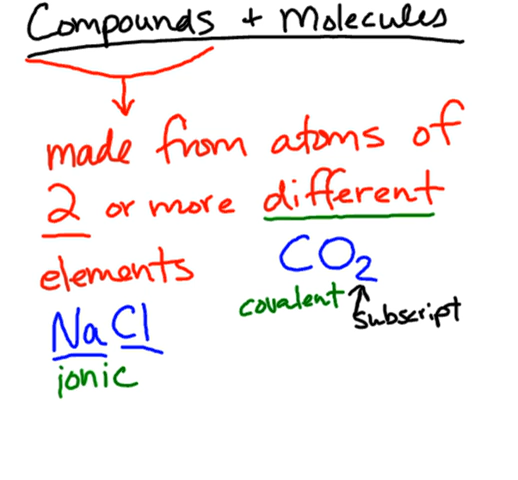 Compounds + Molecules
made from atoms of
2 or more different
elements
CO₂
covalent
subscript
NaCl
ionic